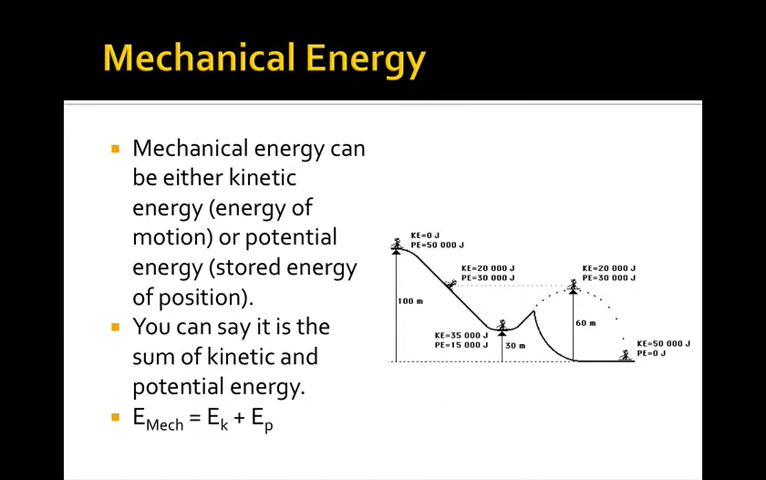 Mechanical Energy
Mechanical energy can
be either kinetic
energy (energy of
motion) or potential
energy (stored energy
of position).
You can say it is the
sum of kinetic and
potential energy.
EMech = Ek + Ep
KE=0 J
PE=50 000 J
KE=20 000 J
PE=30 000 J
KE=20 000 J
PE=30 000 J
100 m
60 m
KE=35 000 J
PE=15 000 J
30 m
KE=50 000 J
PE=0 J